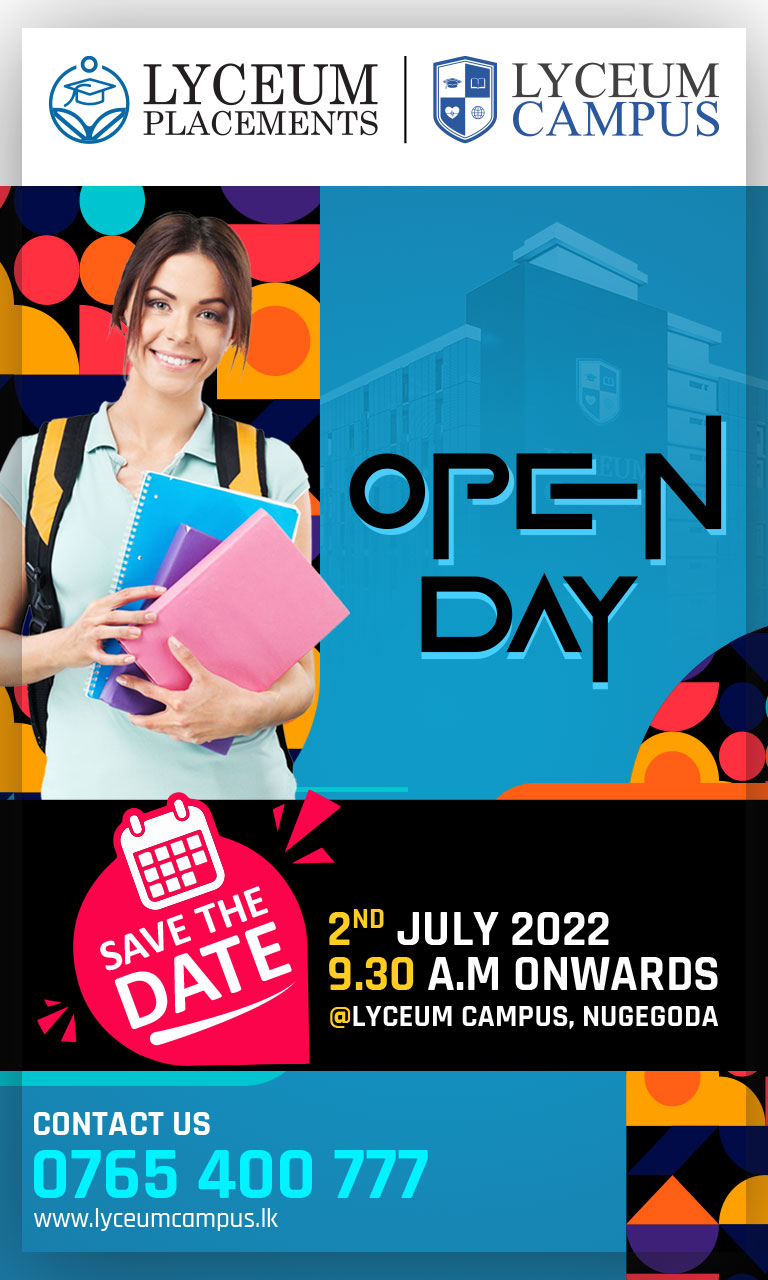 LYCEUM
PLACEMENTS
LYCEUM
CAMPUS
OPEN
DAY
SAVE THE
DATE
2ND JULY 2022
9.30 A.M ONWARDS
@LYCEUM CAMPUS, NUGEGODA
CONTACT US
0765 400 777
www.lyceumcampus.lk